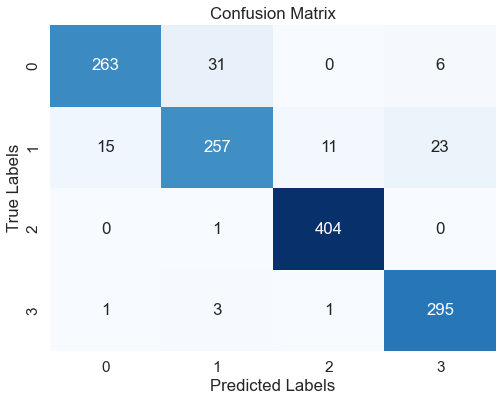 Confusion Matrix
True Labels
0 263 31 0 6
1 15 257 11 23
2 0 1 404 0
3 1 3 1 295
0 1 2 3
Predicted Labels